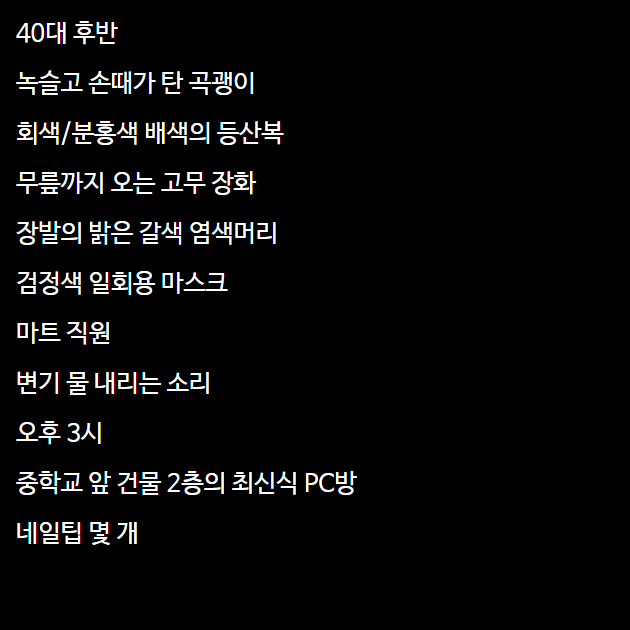 40대 후반
녹슬고 손때가 탄 곡괭이
회색/분홍색 배색의 등산복
무릎까지 오는 고무 장화
장발의 밝은 갈색 염색머리
검정색 일회용 마스크
마트 직원
변기 물 내리는 소리
오후 3시
중학교 앞 건물 2층의 최신식 PC방
네일팁 몇 개